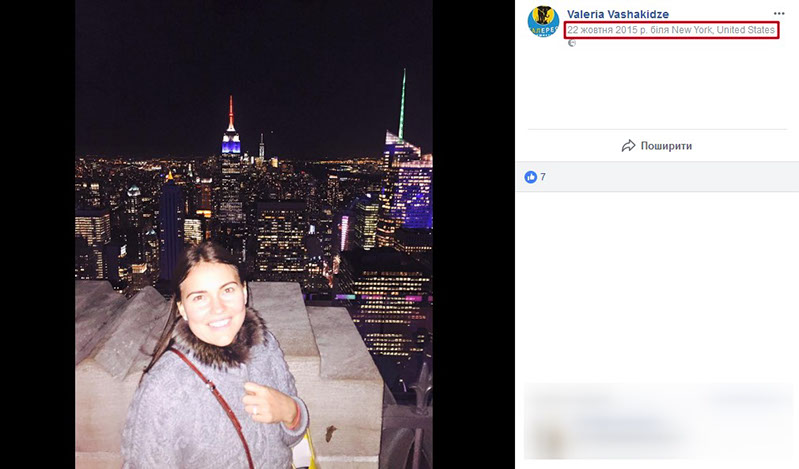 Valeria Vashakidze
22 жовтня 2015 р. біля New York, United States
Поширити
7